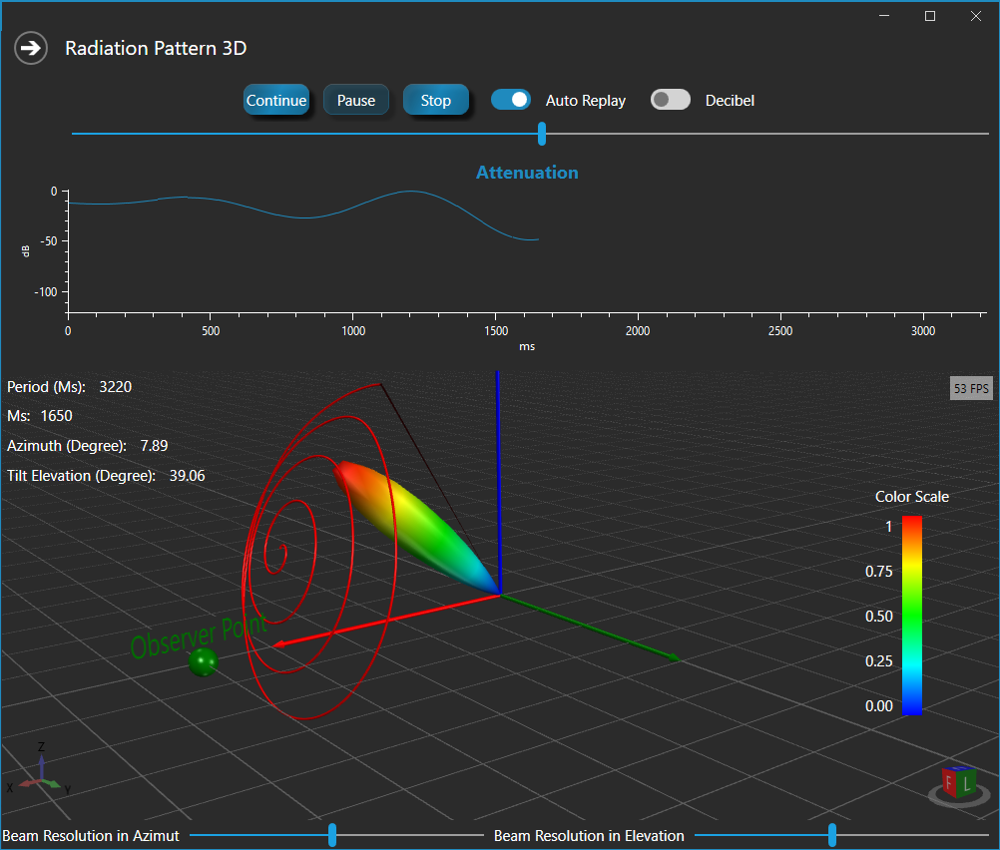 Radiation Pattern 3D
Continue Pause Stop Auto Replay Decibel
Attenuation
0
-50
-100
dB
0 500 1000 1500 2000 2500 3000
ms
Period (Ms): 3220
53 FPS
Ms: 1650
Azimuth (Degree): 7.89
Tilt Elevation (Degree): 39.06
Color Scale
1
0.75
0.50
0.25
0.00
Observer Point
Z
X
Y
F L
Beam Resolution in Azimut Beam Resolution in Elevation